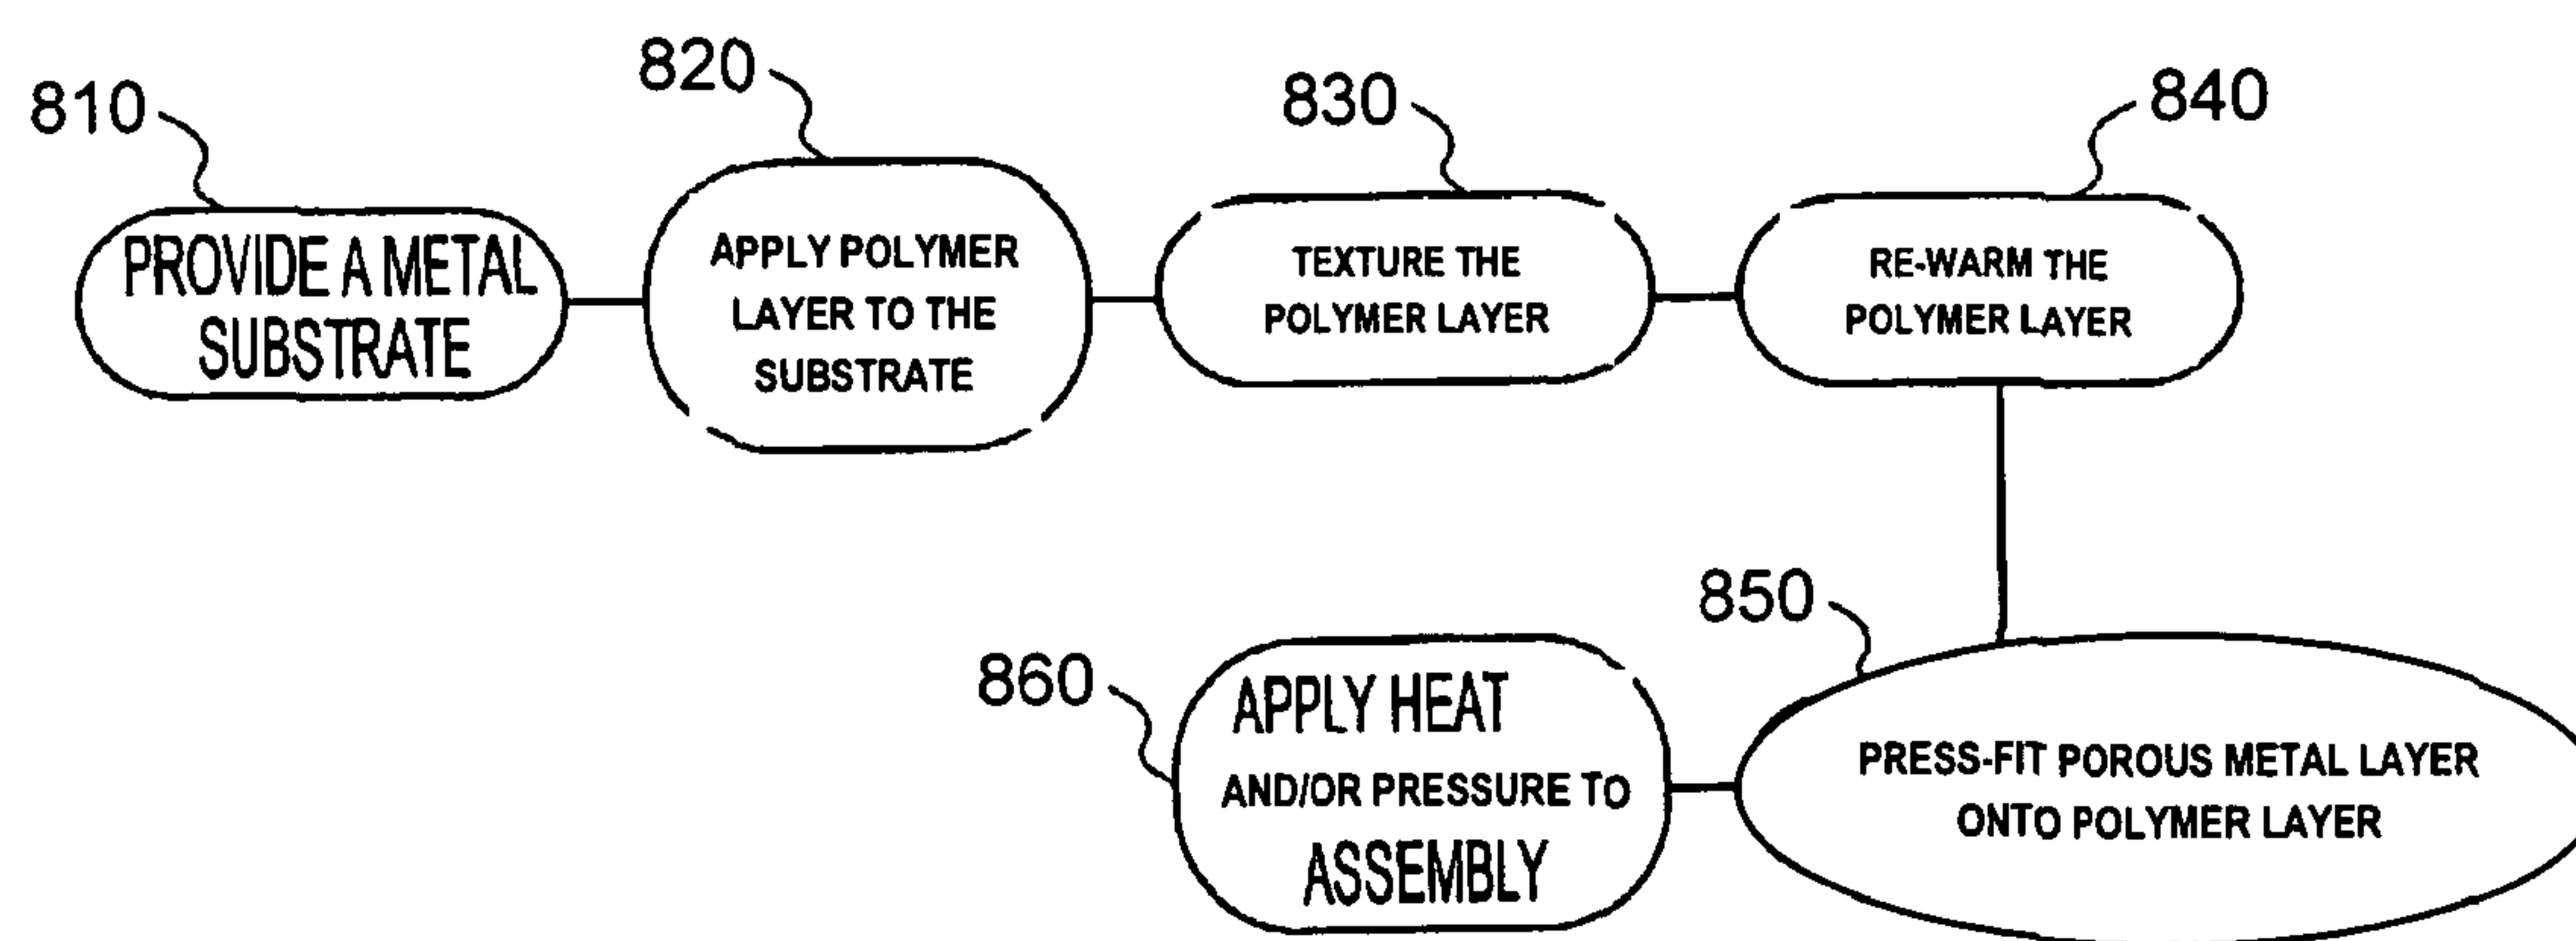 810
PROVIDE A METAL
SUBSTRATE
820
APPLY POLYMER
LAYER TO THE
SUBSTRATE
830
TEXTURE THE
POLYMER LAYER
840
RE-WARM THE
POLYMER LAYER
850
PRESS-FIT POROUS METAL LAYER
ONTO POLYMER LAYER
860
APPLY HEAT
AND/OR PRESSURE TO
ASSEMBLY